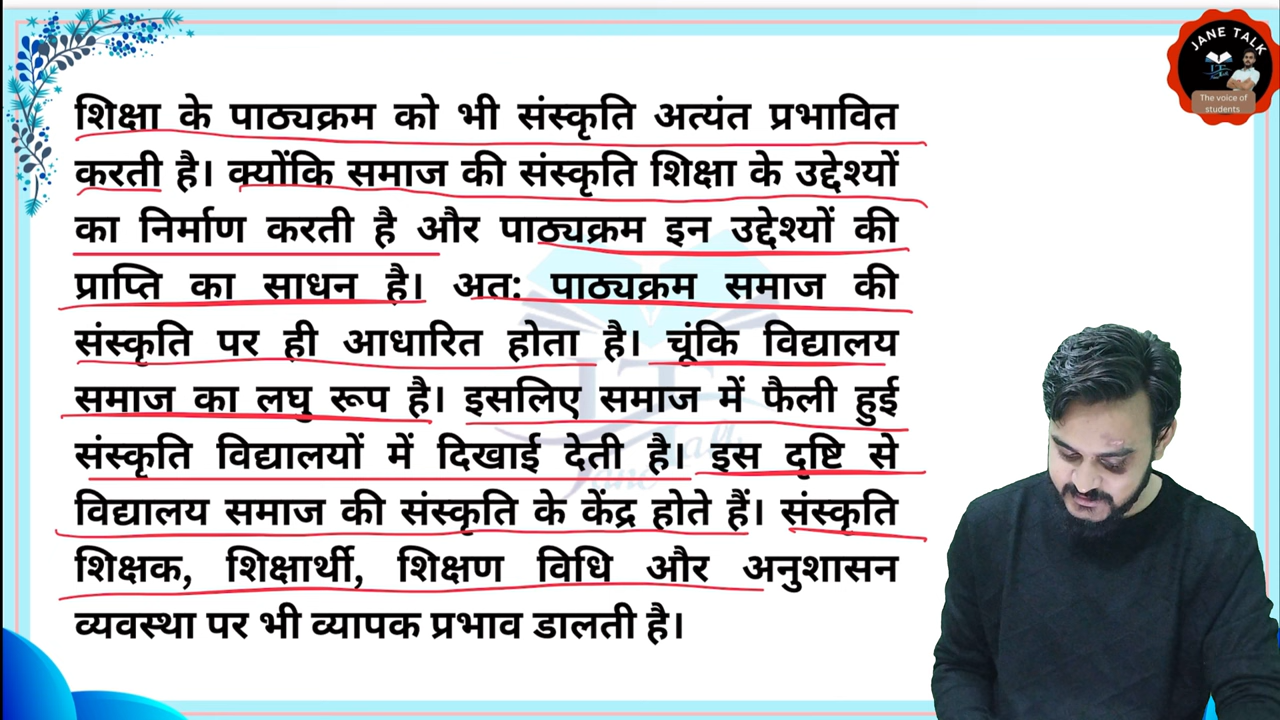 शिक्षा के पाठ्यक्रम को भी संस्कृति अत्यंत प्रभावित
करती है। क्योंकि समाज की संस्कृति शिक्षा के उद्देश्यों
का निर्माण करती है और पाठ्यक्रम इन उद्देश्यों की
प्राप्ति का साधन है। अत: पाठ्यक्रम समाज की
संस्कृति पर ही आधारित होता है। चूंकि विद्यालय
समाज का लघु रूप है। इसलिए समाज में फैली हुई
संस्कृति विद्यालयों में दिखाई देती है। इस दृष्टि से
विद्यालय समाज की संस्कृति के केंद्र होते हैं। संस्कृति
शिक्षक, शिक्षार्थी, शिक्षण विधि और अनुशासन
व्यवस्था पर भी व्यापक प्रभाव डालती है।
JANE TALK
The voice of
students